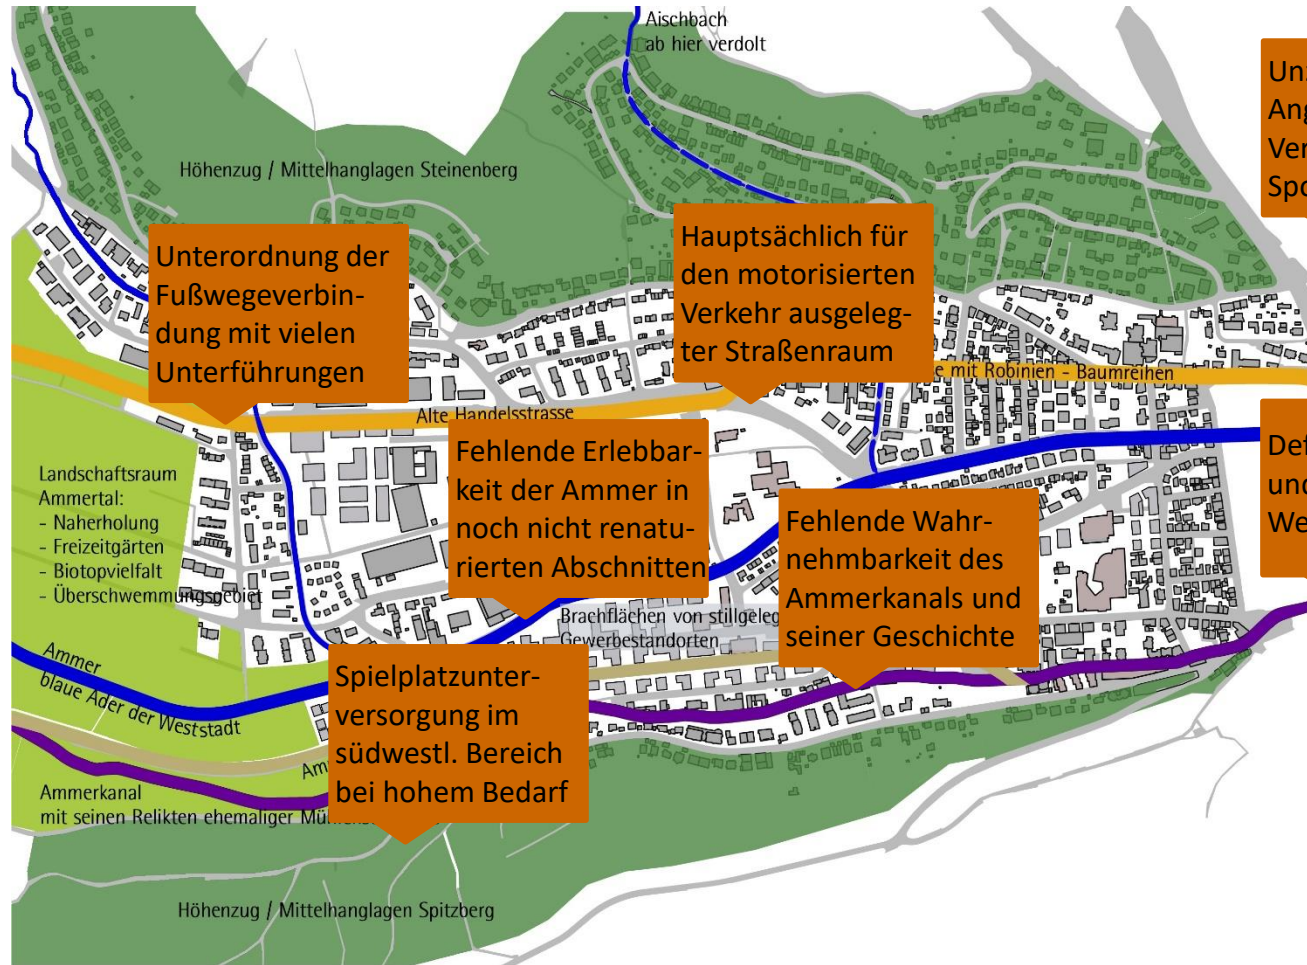 Aischbach
ab hier verdolt
Höhenzug / Mittelhanglagen Steinenberg
Unterordnung der
Fußwegeverbin-
dung mit vielen
Unterführungen
Hauptsächlich für
den motorisierten
Verkehr ausgeleg-
ter Straßenraum
mit Robinien - Baumreihen
Alte Handelsstrasse
Fehlende Erlebbar-
keit der Ammer in
noch nicht renatu-
rierten Abschnitten
Landschaftsraum
Ammertal:
- Naherholung
- Freizeitgärten
- Biotopvielfalt
- Überschwemmungsgebiet
Fehlende Wahr-
nehmbarkeit des
Ammerkanals und
seiner Geschichte
Brachflächen von
Gewerbestandorten
Ammer
blaue Ader der Weststadt
Spielplatzunter-
versorgung im
südwestl. Bereich
bei hohem Bedarf
Ammerkanal
mit seinen Relikten ehemaliger
Höhenzug / Mittelhanglagen Spitzberg